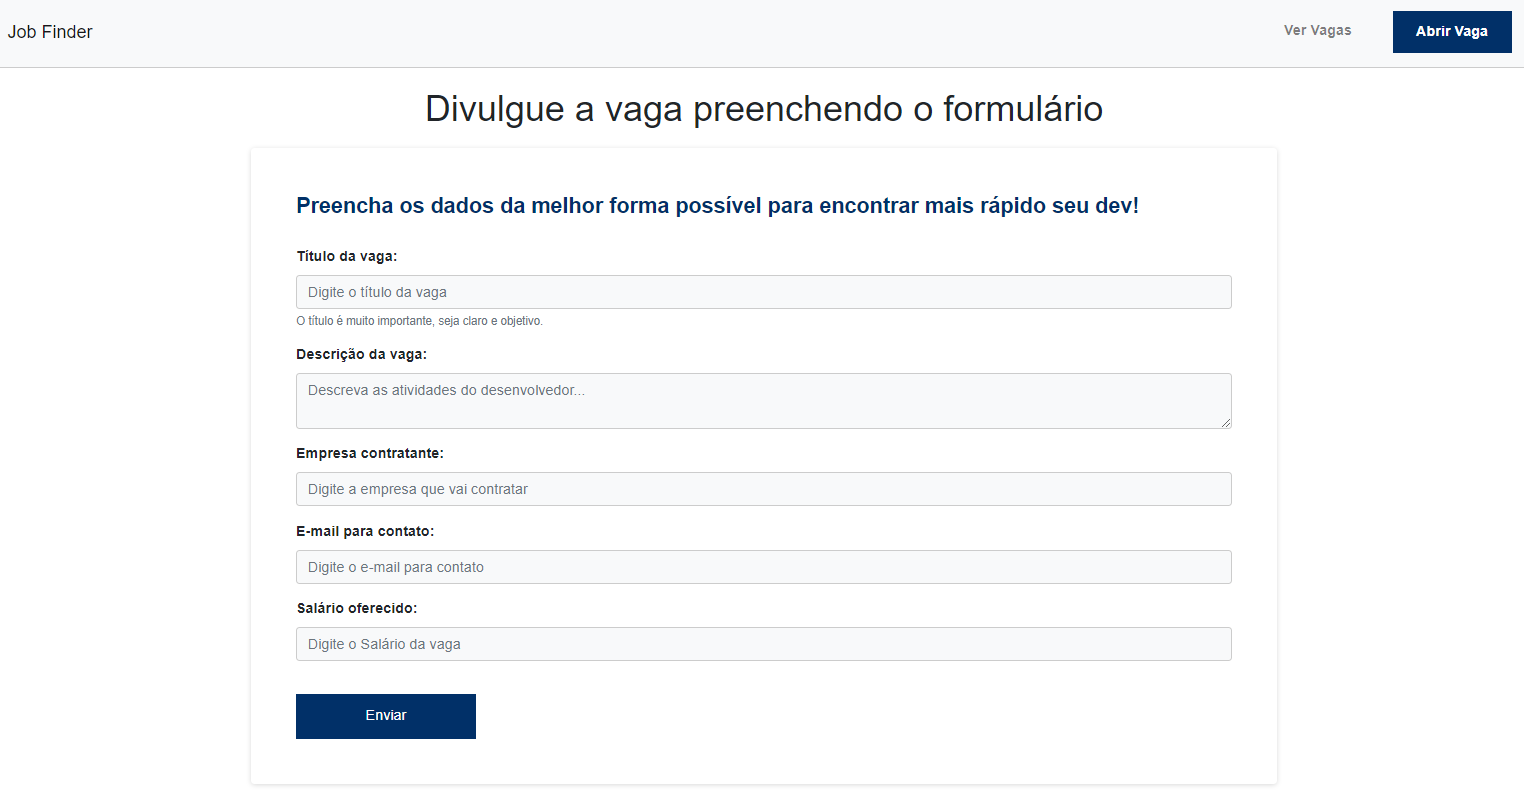 Job Finder
Ver Vagas
Abrir Vaga
Divulgue a vaga preenchendo o formulário
Preencha os dados da melhor forma possível para encontrar mais rápido seu dev!
Título da vaga:
Digite o título da vaga
O título é muito importante, seja claro e objetivo.
Descrição da vaga:
Descreva as atividades do desenvolvedor...
Empresa contratante:
Digite a empresa que vai contratar
E-mail para contato:
Digite o e-mail para contato
Salário oferecido:
Digite o Salário da vaga
Enviar